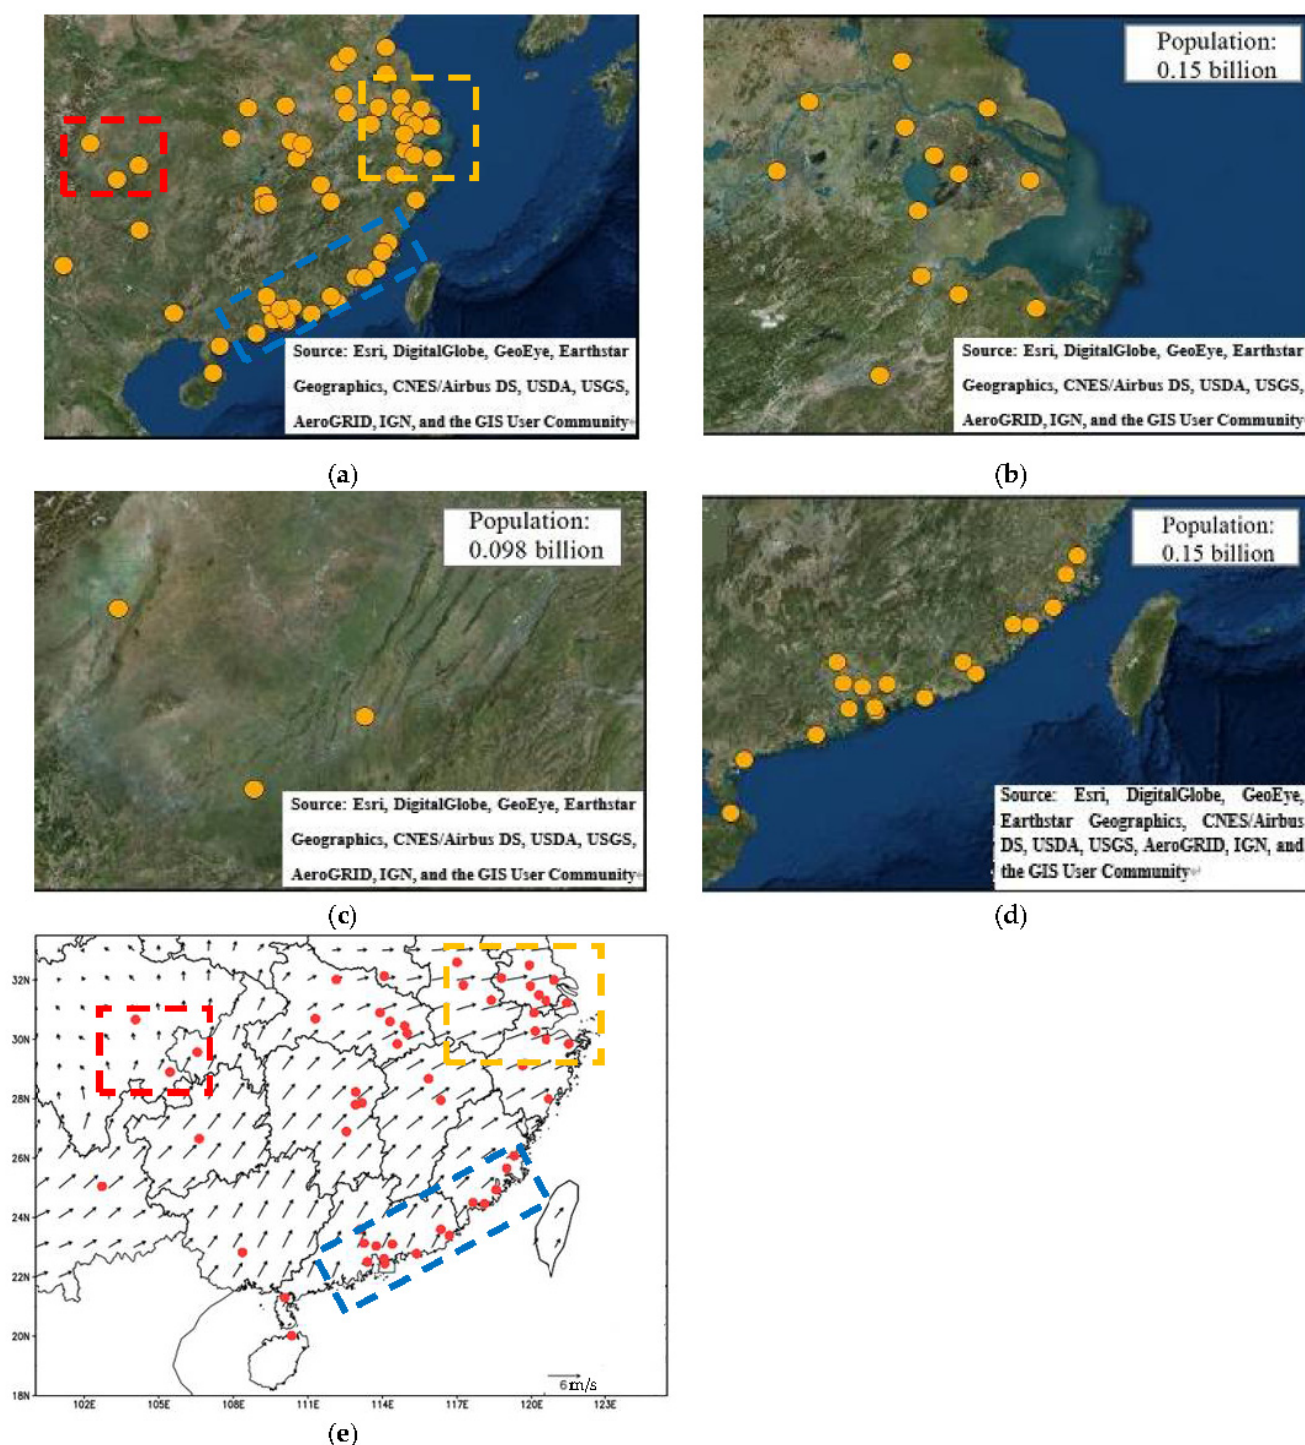 Source: Esri, DigitalGlobe, GeoEye, Earthstar
Geographics, CNES/Airbus DS, USDA, USGS,
AeroGRID, IGN, and the GIS User Community
(a)
Population:
0.15 billion
Source: Esri, DigitalGlobe, GeoEye, Earthstar
Geographics, CNES/Airbus DS, USDA, USGS,
AeroGRID, IGN, and the GIS User Community
(b)
Population:
0.098 billion
Source: Esri, DigitalGlobe, GeoEye, Earthstar
Geographics, CNES/Airbus DS, USDA, USGS,
AeroGRID, IGN, and the GIS User Community
(c)
Population:
0.15 billion
Source: Esri, DigitalGlobe, GeoEye,
Earthstar Geographics, CNES/Airbus
DS, USDA, USGS, AeroGRID, IGN, and
the GIS User Community
(d)
32N
30N
28N
26N
24N
22N
20N
18N
6m/s
102E 105E 108E 111E 114E 117E 120E 123E
(e)